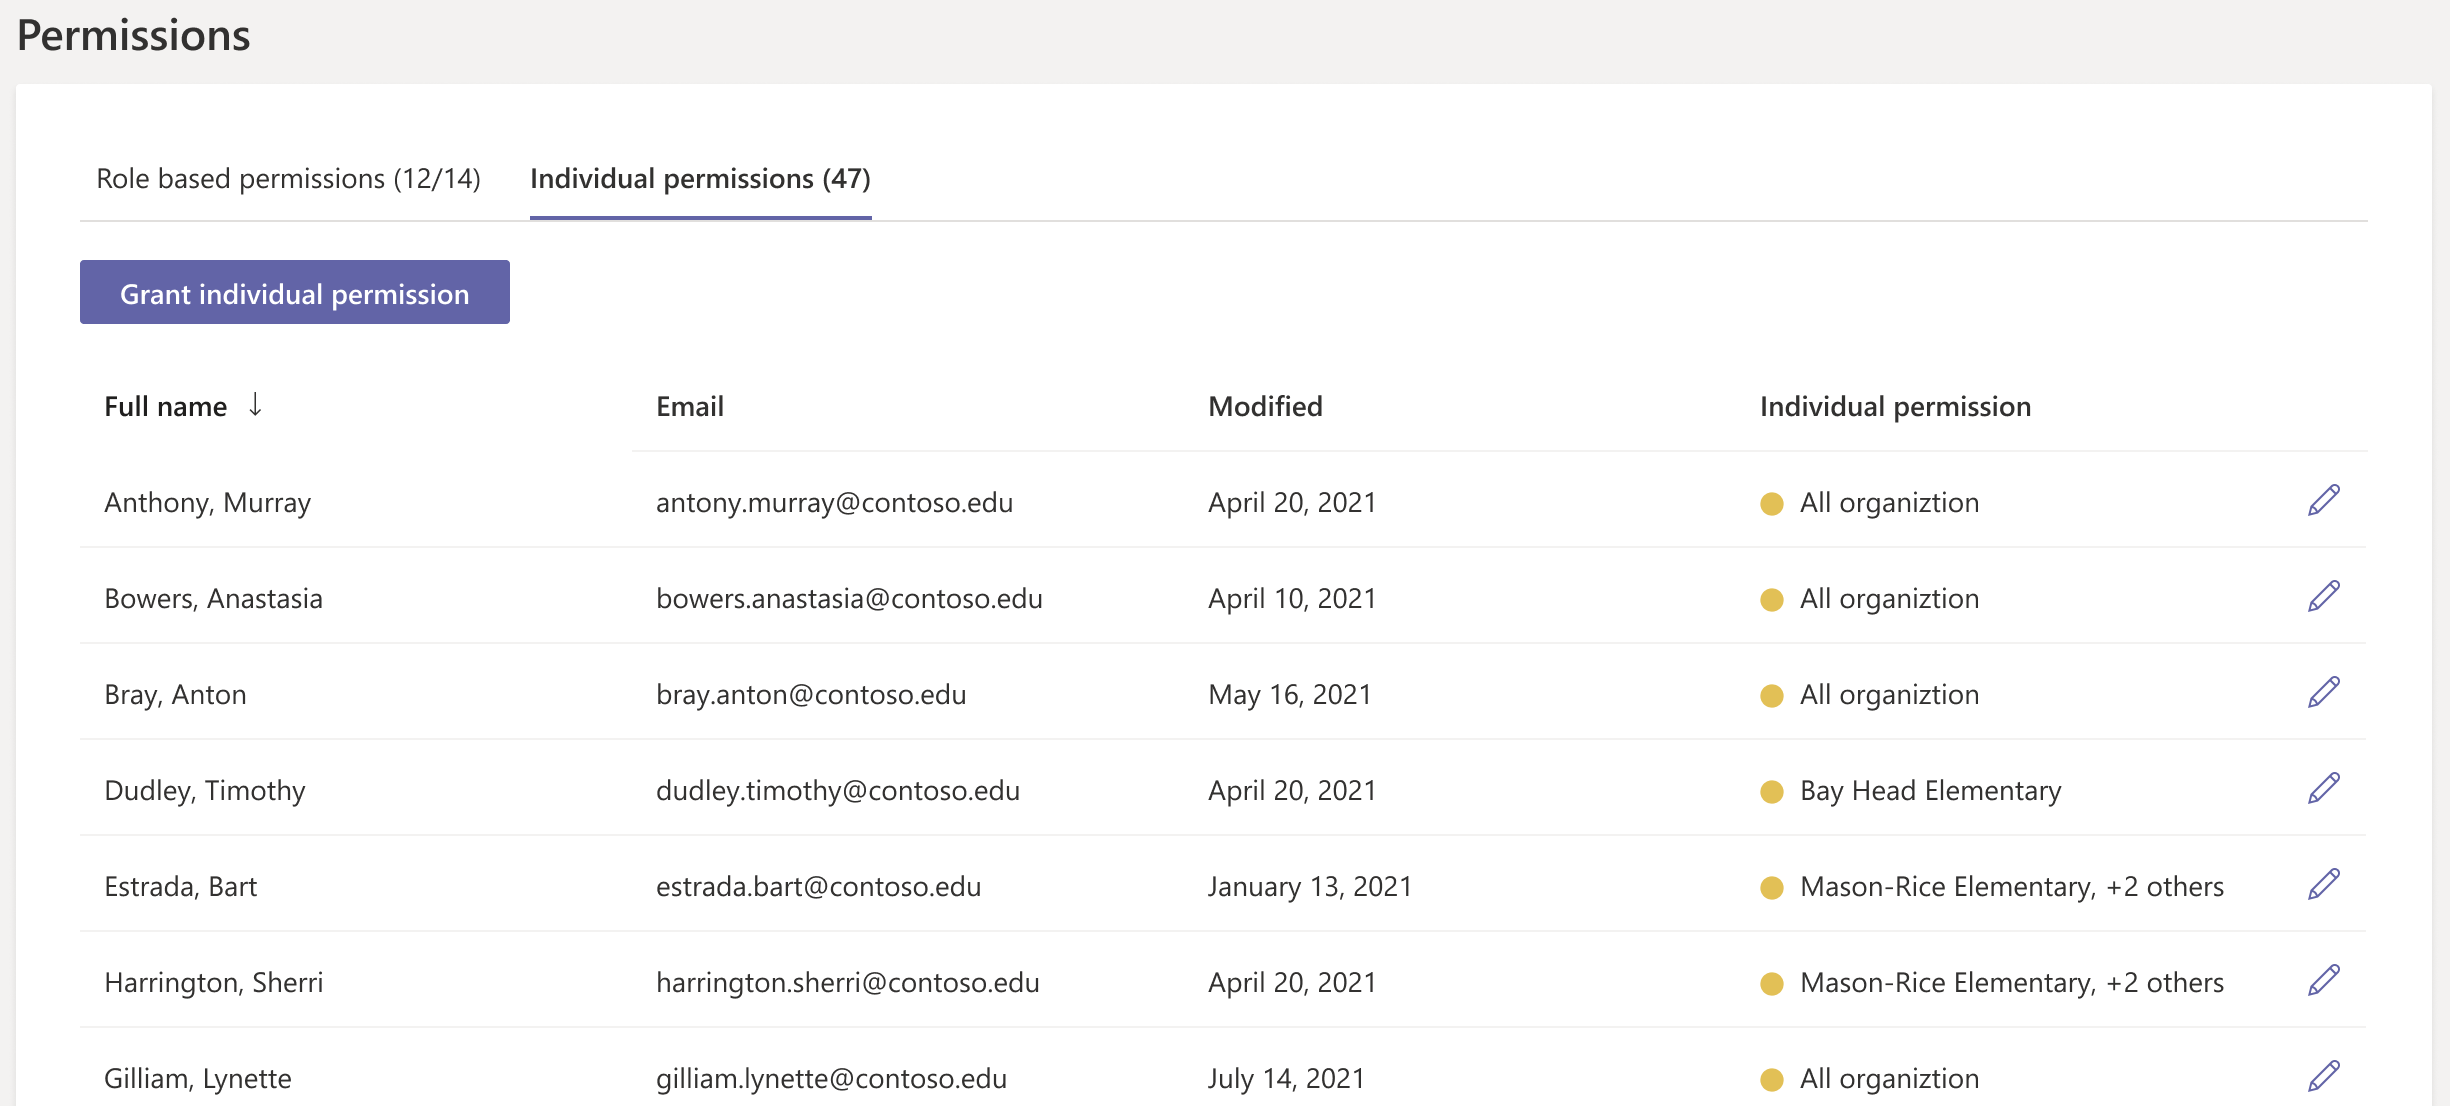 Permissions
Role based permissions (12/14) Individual permissions (47)
Grant individual permission
Full name ↓ Email Modified Individual permission
Anthony, Murray antony.murray@contoso.edu April 20, 2021 All organiztion
Bowers, Anastasia bowers.anastasia@contoso.edu April 10, 2021 All organiztion
Bray, Anton bray.anton@contoso.edu May 16, 2021 All organiztion
Dudley, Timothy dudley.timothy@contoso.edu April 20, 2021 Bay Head Elementary
Estrada, Bart estrada.bart@contoso.edu January 13, 2021 Mason-Rice Elementary, +2 others
Harrington, Sherri harrington.sherri@contoso.edu April 20, 2021 Mason-Rice Elementary, +2 others
Gilliam, Lynette gilliam.lynette@contoso.edu July 14, 2021 All organiztion